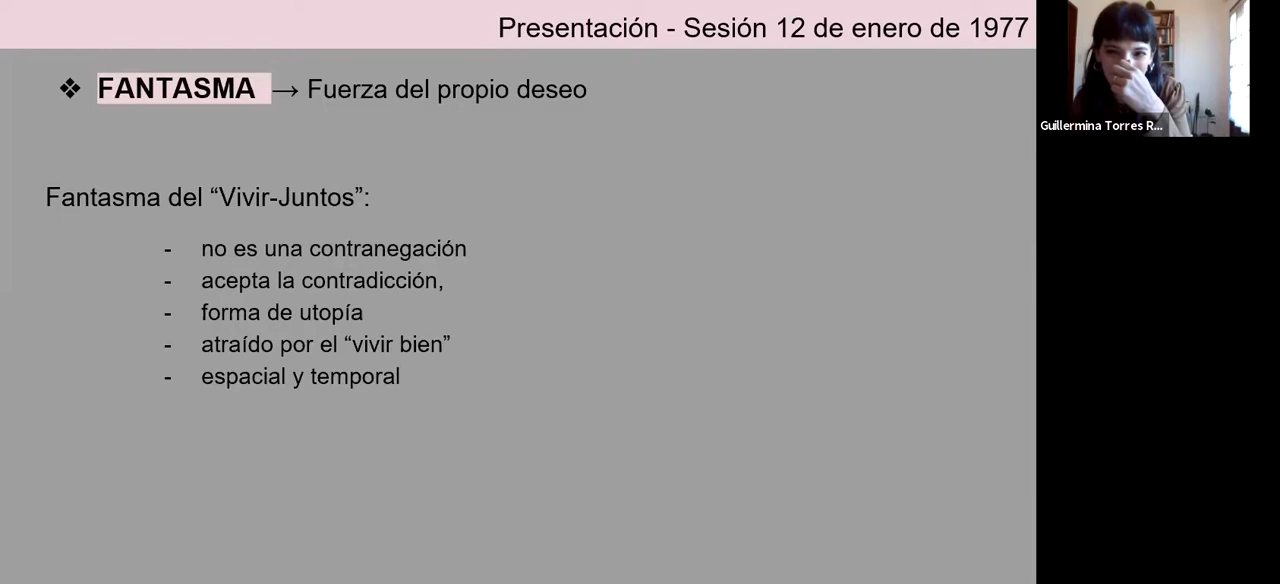 Presentación - Sesión 12 de enero de 1977
❖ FANTASMA → Fuerza del propio deseo
Fantasma del “Vivir-Juntos”:
- no es una contranegación
- acepta la contradicción,
- forma de utopía
- atraído por el “vivir bien”
- espacial y temporal
Guillermina Torres R...